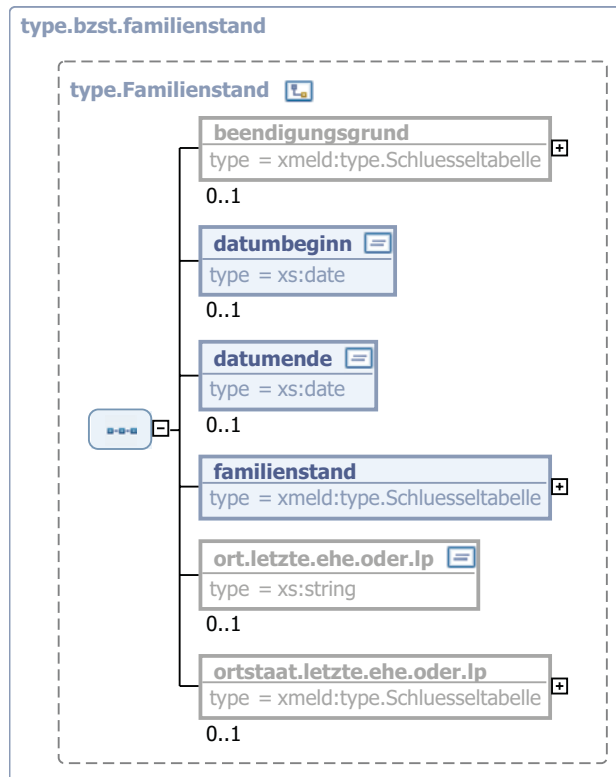 type.bzst.familienstand
type.Familienstand
beendigungsgrund
type = xmeld:type.Schluesseltabelle
0..1
datumbeginn
type = xs:date
0..1
datumende
type = xs:date
0..1
familienstand
type = xmeld:type.Schluesseltabelle
ort.letzte.ehe.oder.lp
type = xs:string
0..1
ortstaat.letzte.ehe.oder.lp
type = xmeld:type.Schluesseltabelle
0..1